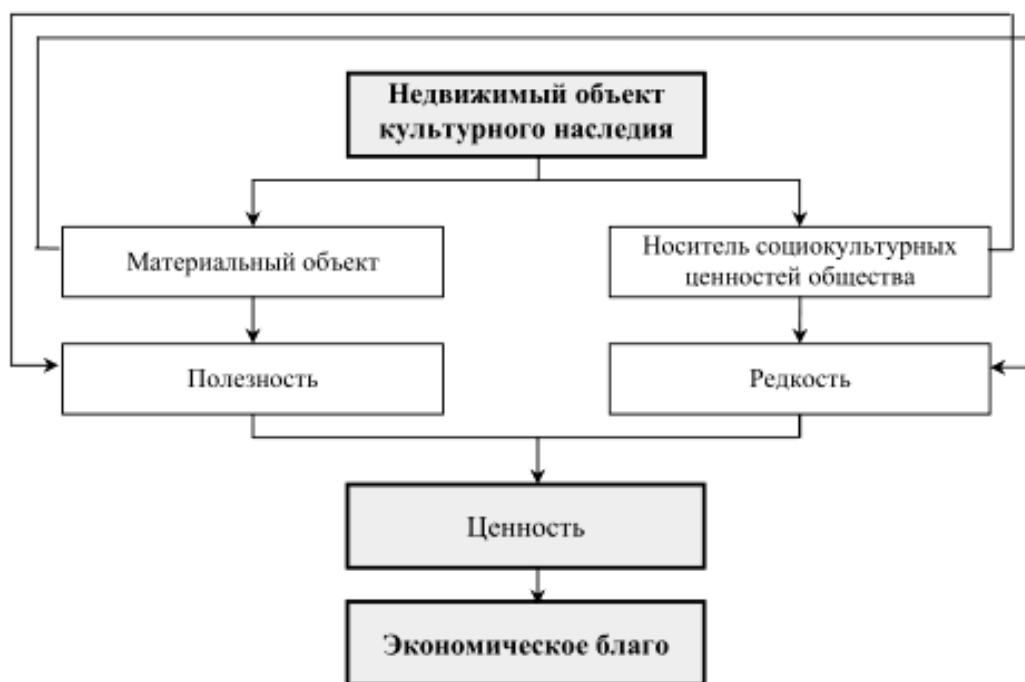 Недвижимый объект
культурного наследия
Материальный объект
Носитель социокультурных
ценностей общества
Полезность
Редкость
Ценность
Экономическое благо